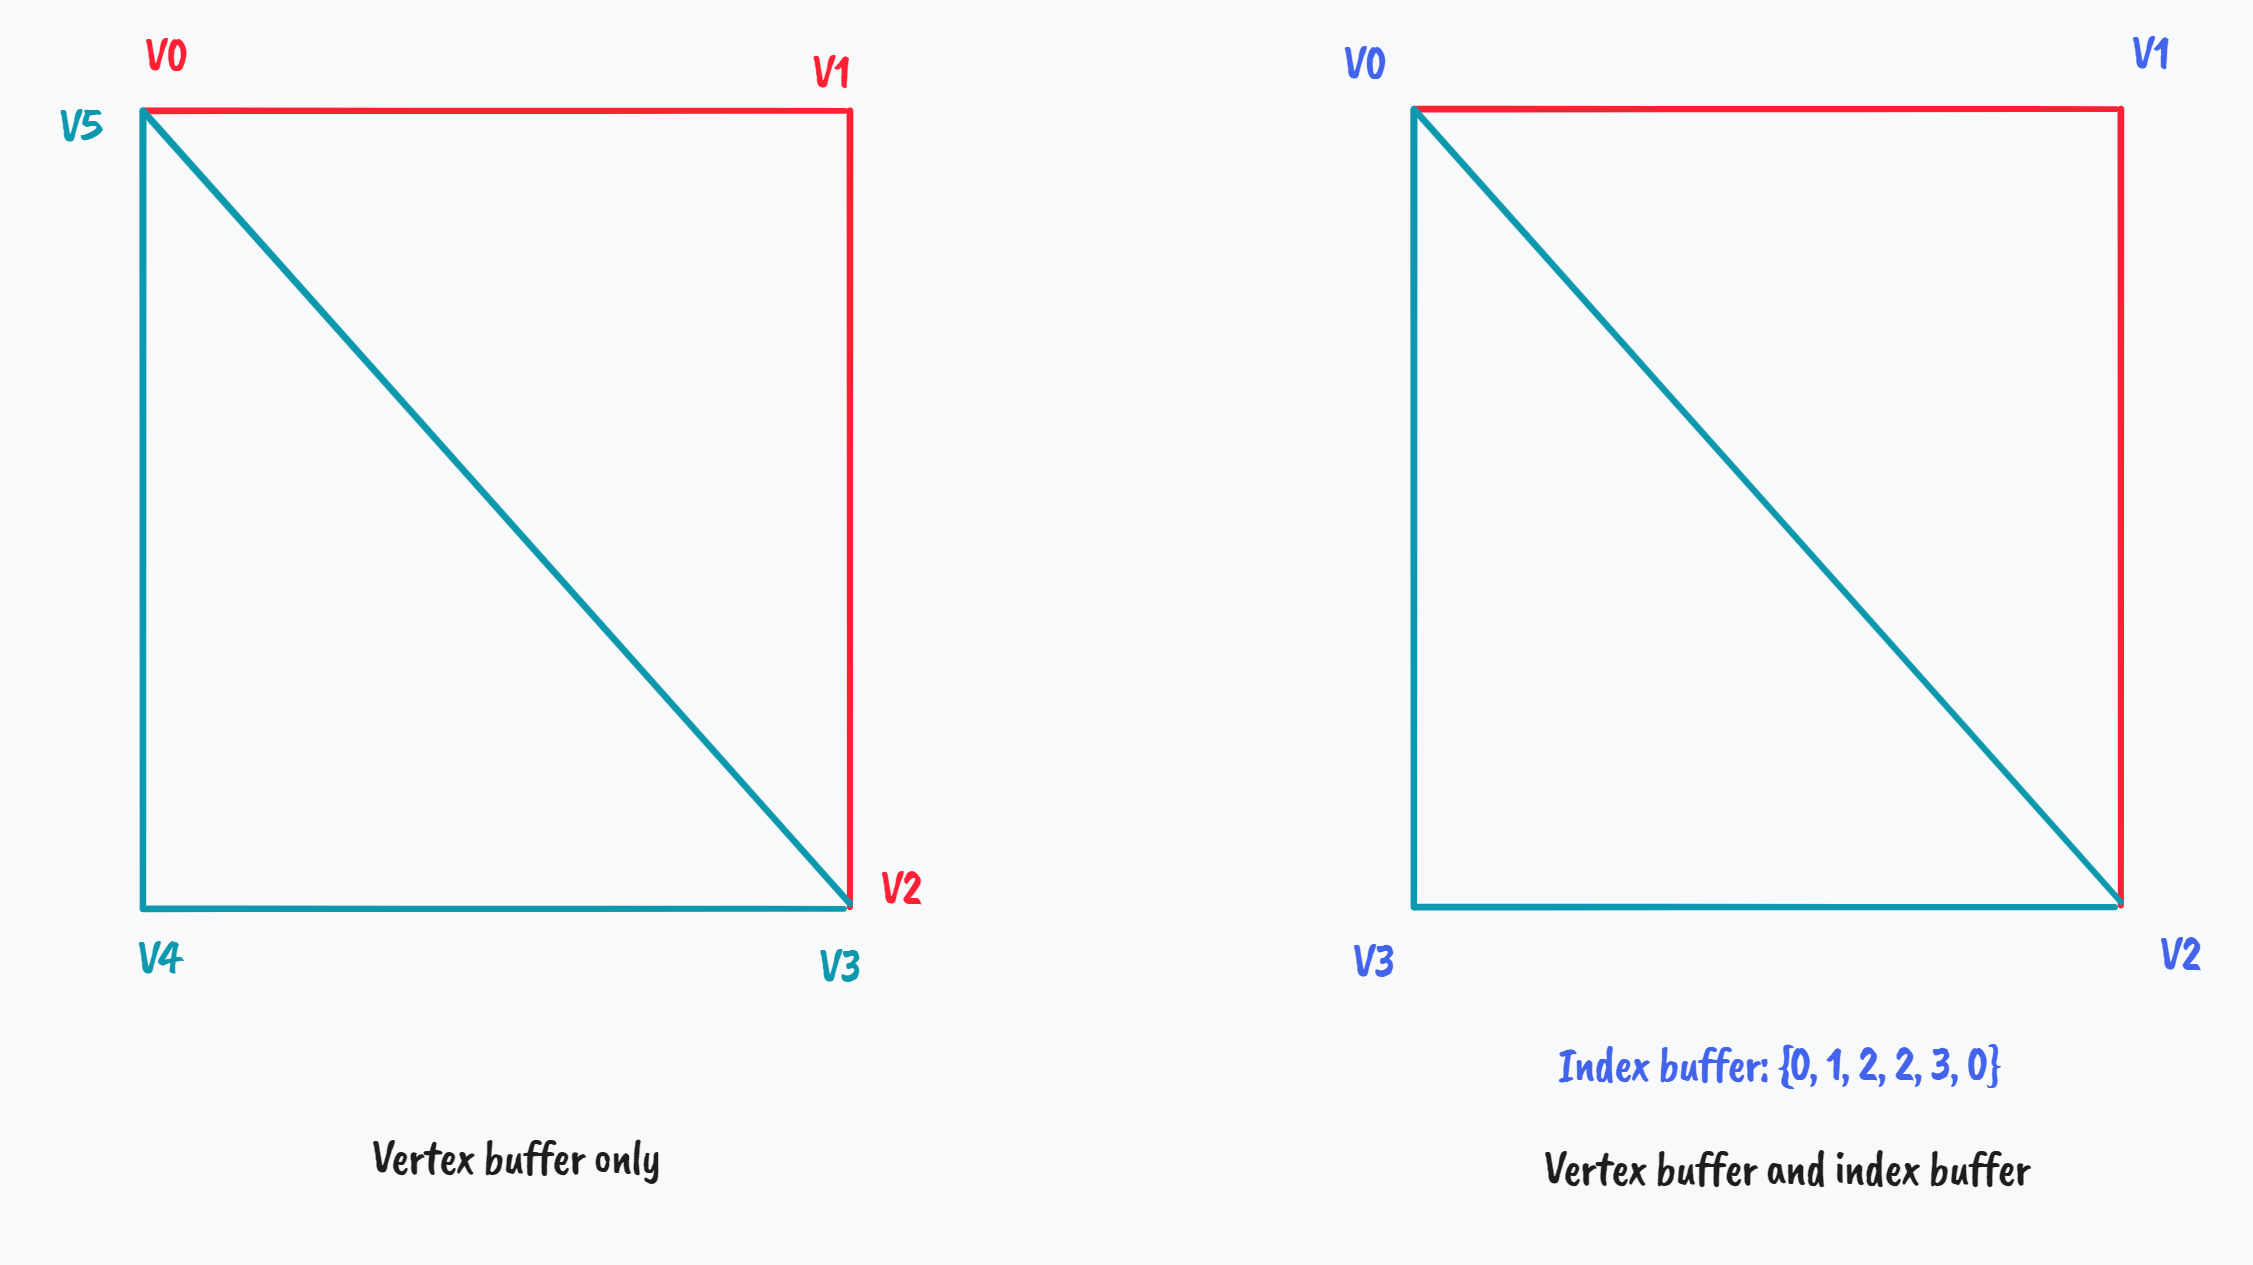 V0
V1
V5
V2
V4
V3
Vertex buffer only
V0
V1
V3
V2
Index buffer: {0, 1, 2, 2, 3, 0}
Vertex buffer and index buffer